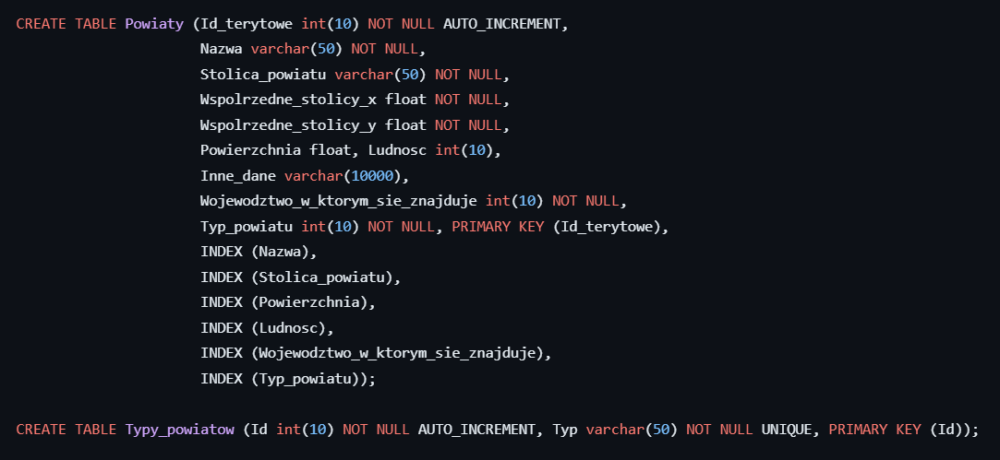 CREATE TABLE Powiaty (Id_terytowe int(10) NOT NULL AUTO_INCREMENT,
Nazwa varchar(50) NOT NULL,
Stolica_powiatu varchar(50) NOT NULL,
Wspolrzedne_stolicy_x float NOT NULL,
Wspolrzedne_stolicy_y float NOT NULL,
Powierzchnia float, Ludnosc int(10),
Inne_dane varchar(10000),
Wojewodztwo_w_ktorym_sie_znajduje int(10) NOT NULL,
Typ_powiatu int(10) NOT NULL, PRIMARY KEY (Id_terytowe),
INDEX (Nazwa),
INDEX (Stolica_powiatu),
INDEX (Powierzchnia),
INDEX (Ludnosc),
INDEX (Wojewodztwo_w_ktorym_sie_znajduje),
INDEX (Typ_powiatu));
CREATE TABLE Typy_powiatow (Id int(10) NOT NULL AUTO_INCREMENT, Typ varchar(50) NOT NULL UNIQUE, PRIMARY KEY (Id));